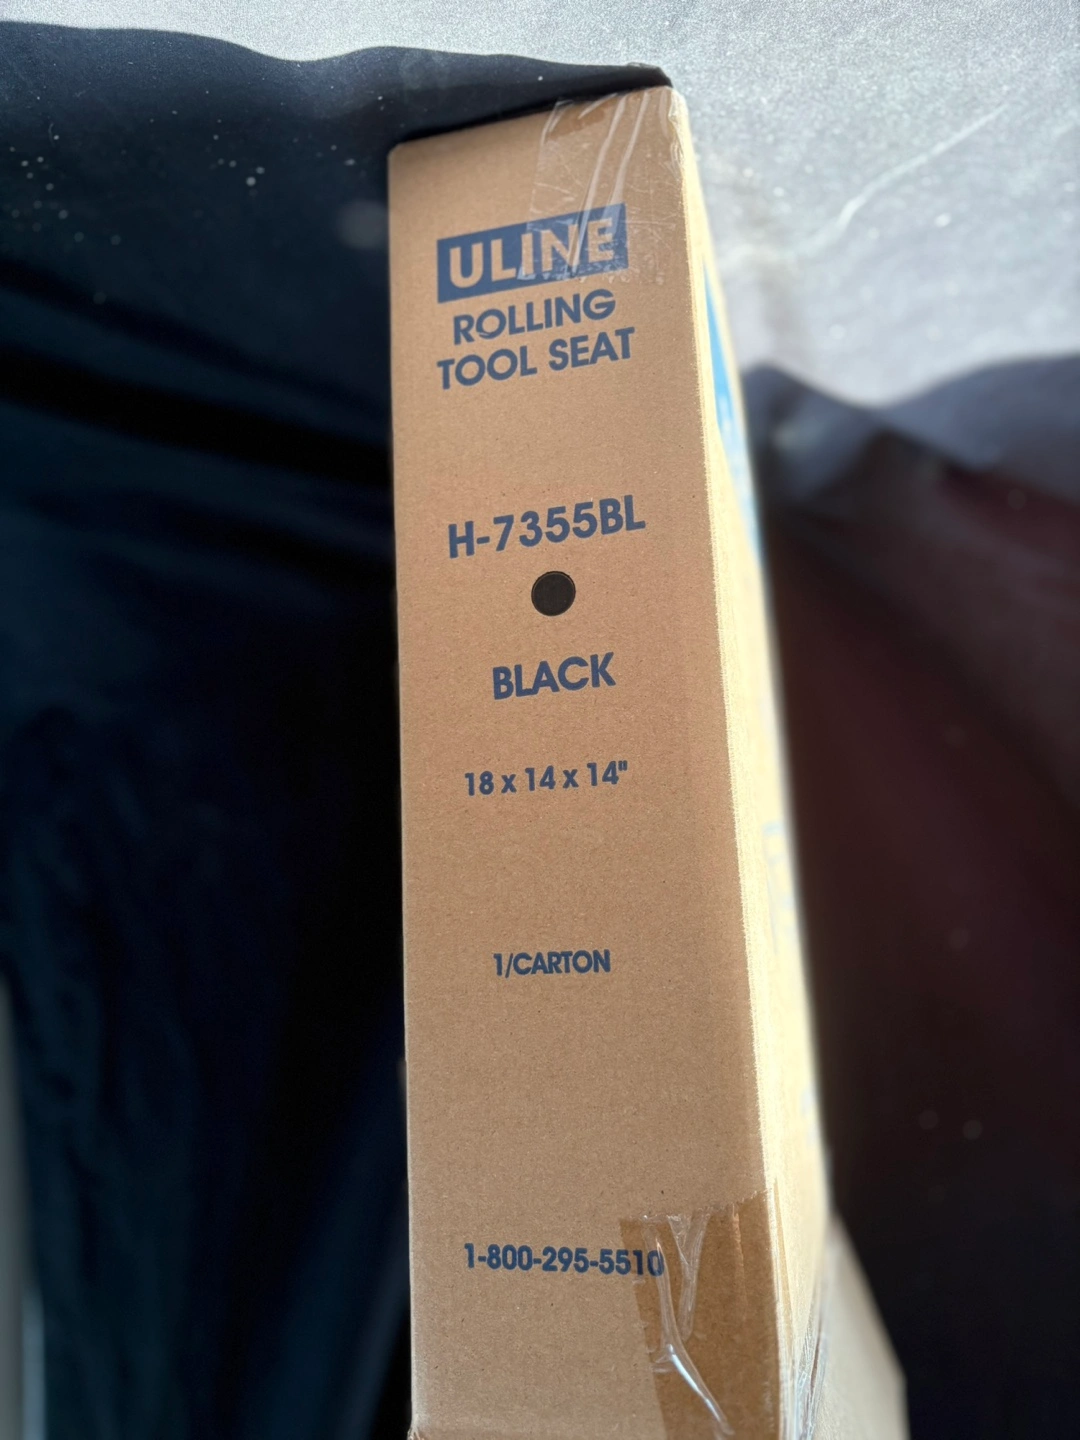 ULINE
ROLLING
TOOL SEAT
H-7355BL
BLACK
18 x 14 x 14"
1/CARTON
1-800-295-5510